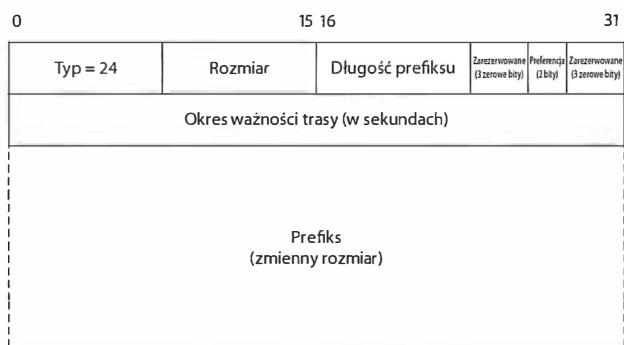 0 15 16 31
Typ = 24 Rozmiar Długość prefiksu Zarezerwowane Preferencja Zarezerwowane
(3 zerowe bity) (2 bity) (3 zerowe bity)
Okres ważności trasy (w sekundach)
Prefiks
(zmienny rozmiar)